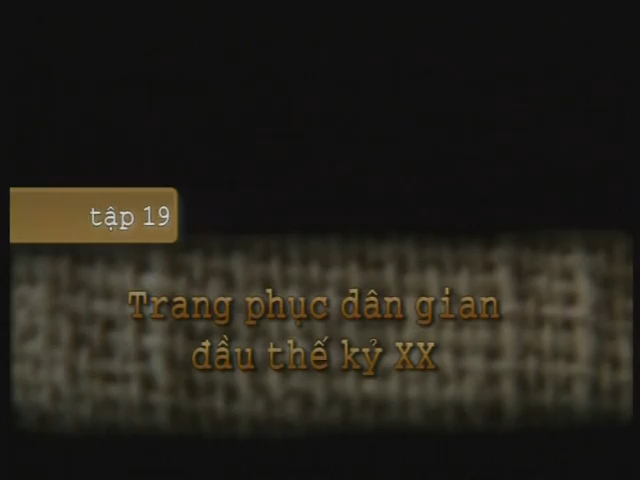 tập 19
Trang phục dân gian
đầu thế kỷ XX